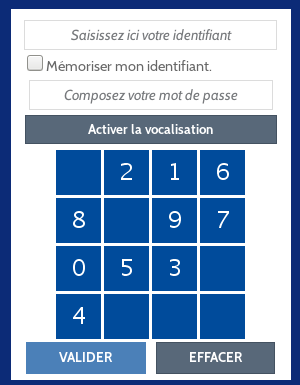 Saisissez ici votre identifiant
Mémoriser mon identifiant.
Composez votre mot de passe
Activer la vocalisation
2 1 6
8 9 7
0 5 3
4
VALIDER EFFACER